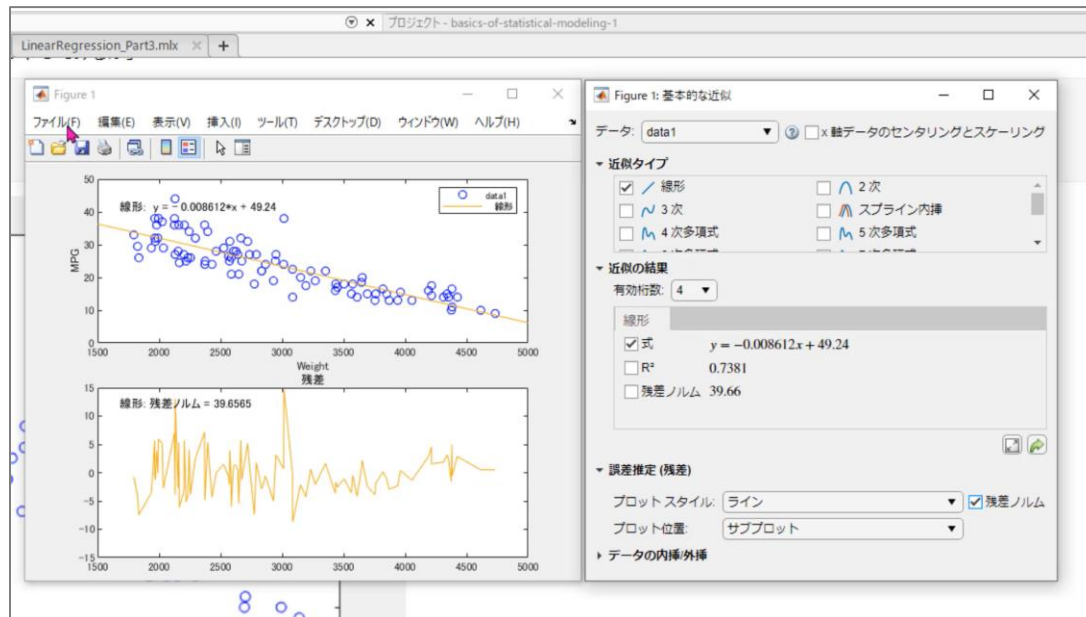 プロジェクト - basics-of-statistical-modeling-1
LinearRegression_Part3.mlx
Figure 1
ファイル(F) 編集(E) 表示(V) 挿入(I) ツール(T) デスクトップ(D) ウィンドウ(W) ヘルプ(H)
線形: y = - 0.008612*x + 49.24
data1
線形
50
40
30
20
10
0
MPG
1500 2000 2500 3000 3500 4000 4500 5000
Weight
残差
線形: 残差ノルム = 39.6565
15
10
5
0
-5
-10
-15
1500 2000 2500 3000 3500 4000 4500 5000
Figure 1: 基本的な近似
データ: data1 x 軸データのセンタリングとスケーリング
近似タイプ
線形 2 次
3 次 スプライン内挿
4 次多項式 5 次多項式
近似の結果
有効桁数: 4
線形
式 y = −0.008612x + 49.24
R² 0.7381
残差ノルム 39.66
誤差推定 (残差)
プロット スタイル: ライン 残差ノルム
プロット位置: サブプロット
データの内挿/外挿